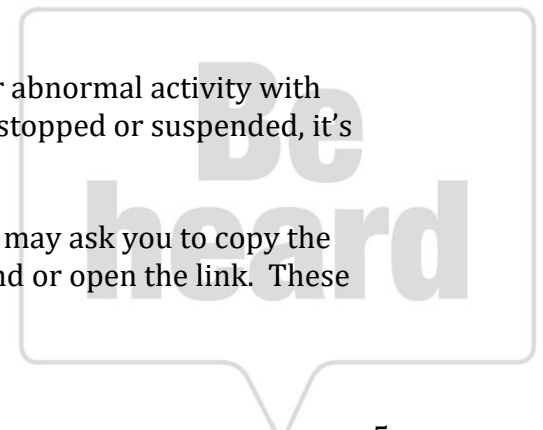 r abnormal activity with
stopped or suspended, it's
may ask you to copy the
nd or open the link. These
Be
heard